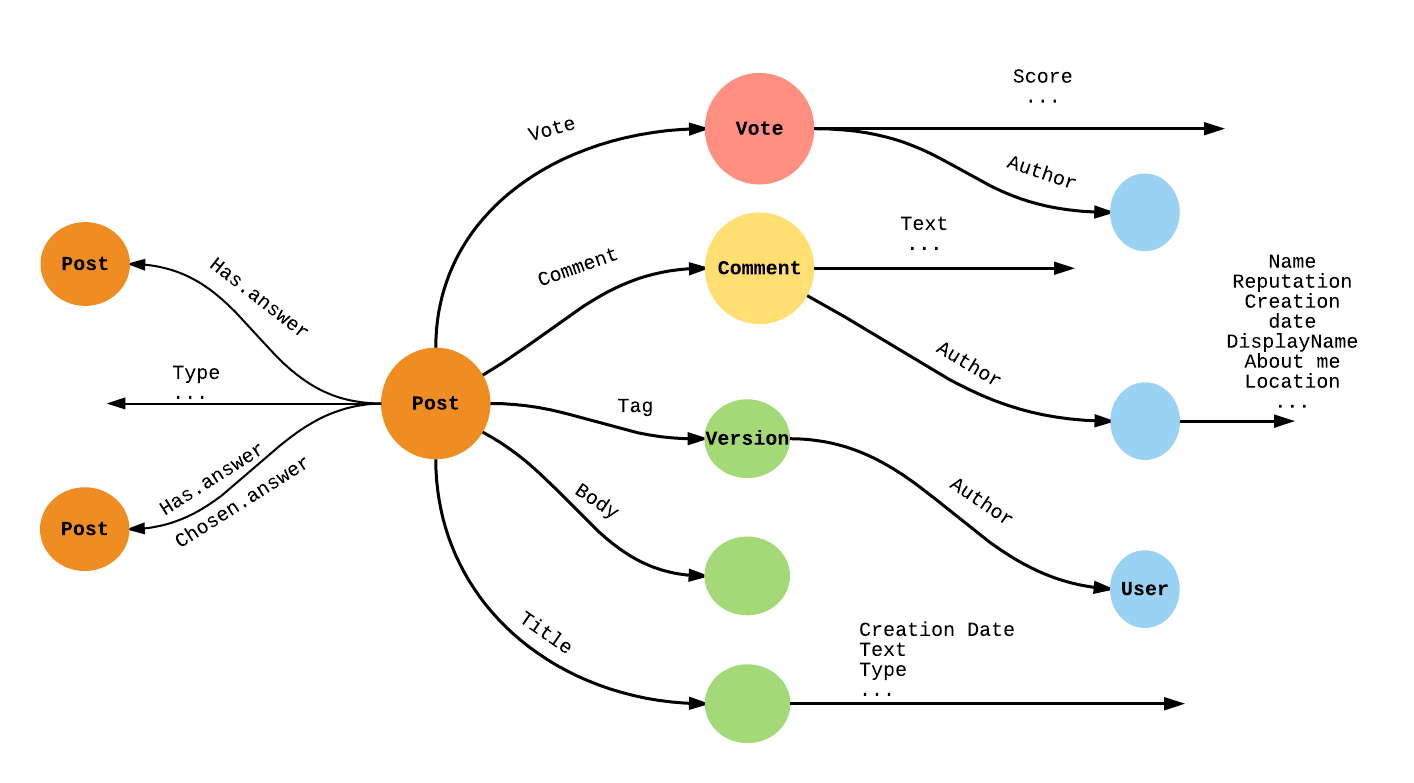 Score
...
Vote
Vote
Author
Text
...
Comment
Comment
Post
Has.answer
Name
Reputation
Creation
date
DisplayName
About me
Location
...
Author
Type
...
Post
Tag
Version
Has.answer
Chosen.answer
Post
Body
Author
User
Title
Creation Date
Text
Type
...